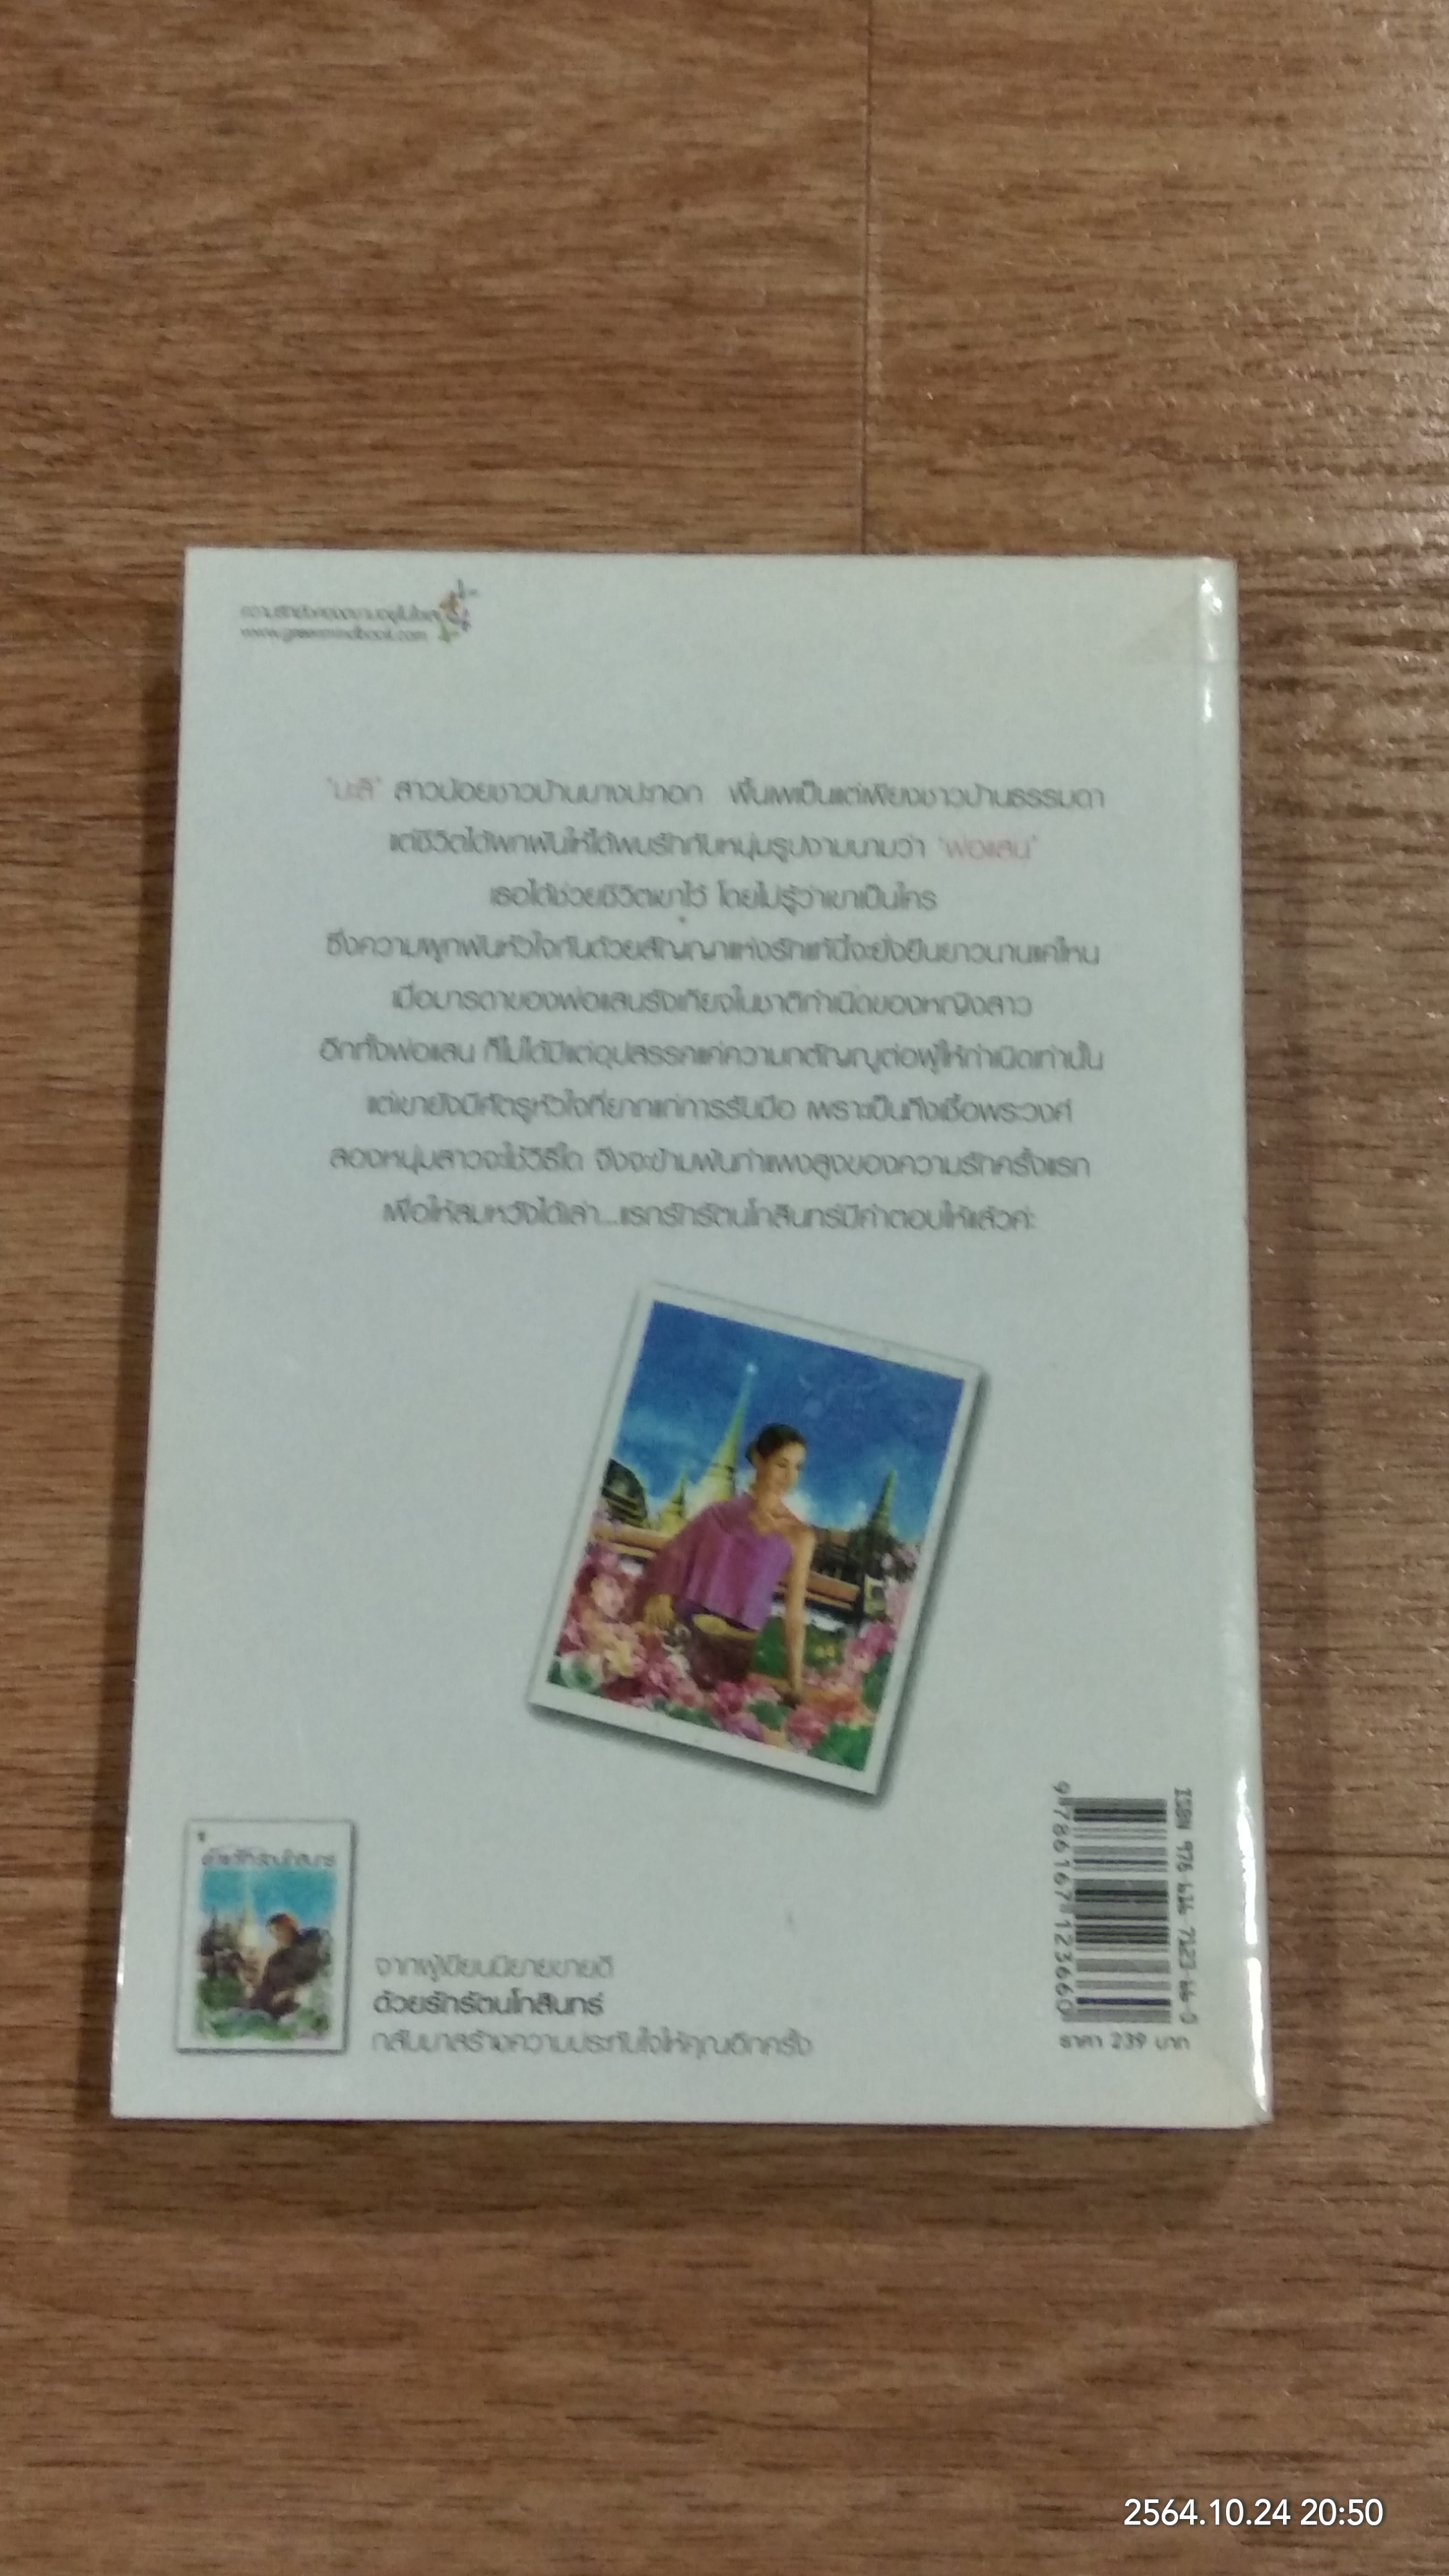 www.greenmindbook.com
"มะลิ" สาวน้อยชาวบ้านบางปะกอก พื้นเพเป็นแต่เพียงชาวบ้านธรรมดา
แต่ชีวิตได้พกพันให้ได้พบรักกับหนุ่มรูปงามนามว่า "พ่อแสน"
เธอได้ช่วยชีวิตเขาไว้ โดยไม่รู้ว่าเขาเป็นใคร
ซึ่งความผูกพันหัวใจกันด้วยสัญญาแห่งรักแท้นี้จะยั่งยืนยาวนานแค่ไหน
เมื่อมารดาของพ่อแสนรังเกียจในชาติกำเนิดของหญิงสาว
อีกทั้งพ่อแสน ก็ไม่ได้มีแต่อุปสรรคแค่ความกตัญญูต่อผู้ให้กำเนิดเท่านั้น
แต่เขายังมีศัตรูหัวใจที่ยากแก่การรับมือ เพราะเป็นถึงเชื้อพระวงศ์
สองหนุ่มสาวจะใช้วิธีใด จึงจะข้ามพ้นกำแพงสูงของความรักครั้งแรก
เพื่อให้สมหวังได้เล่า...แรกรักรัตนโกสินทร์มีคำตอบให้แล้วค่ะ
ด้วยรักรัตนโกสินทร์
จากผู้เขียนนิยายขายดี
ด้วยรักรัตนโกสินทร์
กลับมาสร้างความประทับใจให้คุณอีกครั้ง
ISBN 978-616-7123-66-0
9786167123660
ราคา 239 บาท
2564.10.24 20:50